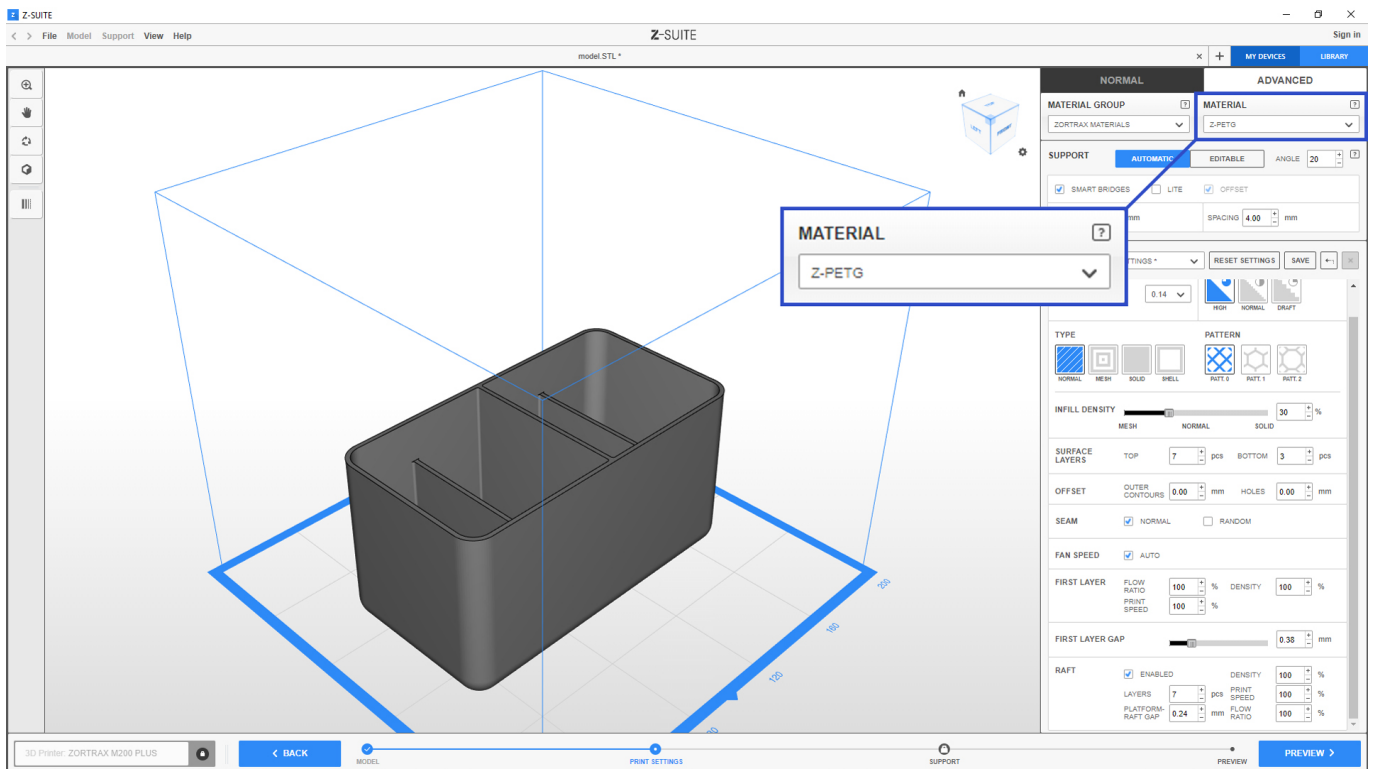 Z-SUITE
File Model Support View Help
Z-SUITE
Sign in
model.STL *
MY DEVICES
LIBRARY
NORMAL
ADVANCED
MATERIAL GROUP
MATERIAL
ZORTRAX MATERIALS
Z-PETG
SUPPORT AUTOMATIC EDITABLE ANGLE 20
SMART BRIDGES LITE OFFSET
mm SPACING 4.00 mm
MATERIAL
Z-PETG
TTINGS * RESET SETTINGS SAVE
0.14
HIGH NORMAL DRAFT
TYPE
PATTERN
NORMAL MESH SOLID SHELL
PATT. 0 PATT. 1 PATT. 2
INFILL DENSITY 30 %
MESH NORMAL SOLID
SURFACE LAYERS TOP 7 pcs BOTTOM 3 pcs
OFFSET OUTER CONTOURS 0.00 mm HOLES 0.00 mm
SEAM NORMAL RANDOM
FAN SPEED AUTO
FIRST LAYER FLOW RATIO 100 % DENSITY 100 %
PRINT SPEED 100 %
FIRST LAYER GAP 0.38 mm
RAFT ENABLED DENSITY 100 %
LAYERS 7 pcs PRINT SPEED 100 %
PLATFORM-RAFT GAP 0.24 mm FLOW RATIO 100 %
LEFT
FRONT
200
160
120
3D Printer: ZORTRAX M200 PLUS
BACK
MODEL
PRINT SETTINGS
SUPPORT
PREVIEW
PREVIEW